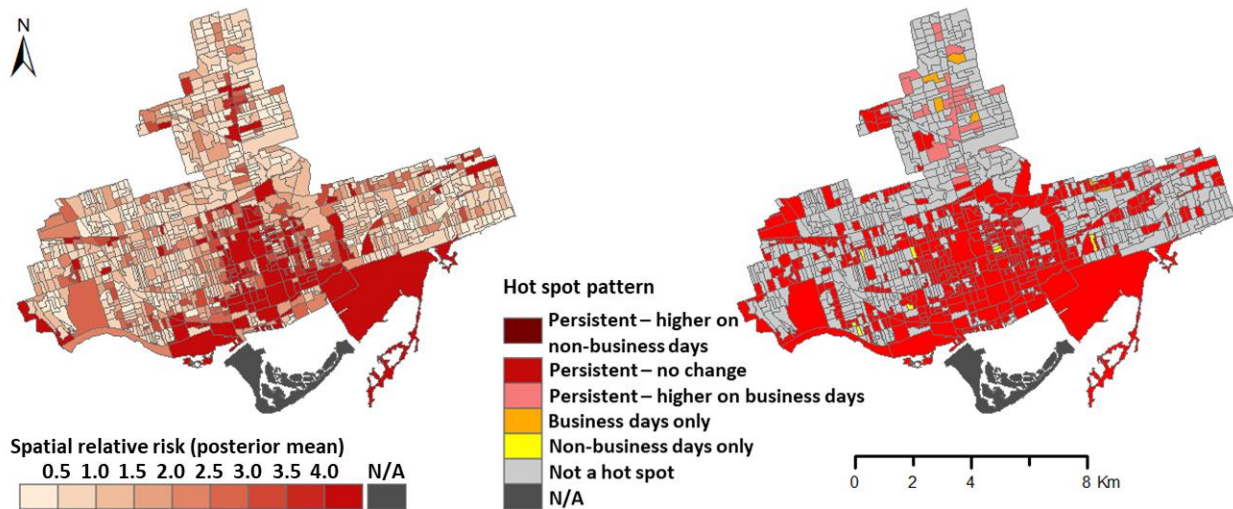 N
Spatial relative risk (posterior mean)
0.5 1.0 1.5 2.0 2.5 3.0 3.5 4.0 N/A
Hot spot pattern
Persistent – higher on
non-business days
Persistent – no change
Persistent – higher on business days
Business days only
Non-business days only
Not a hot spot
N/A
0 2 4 8 Km